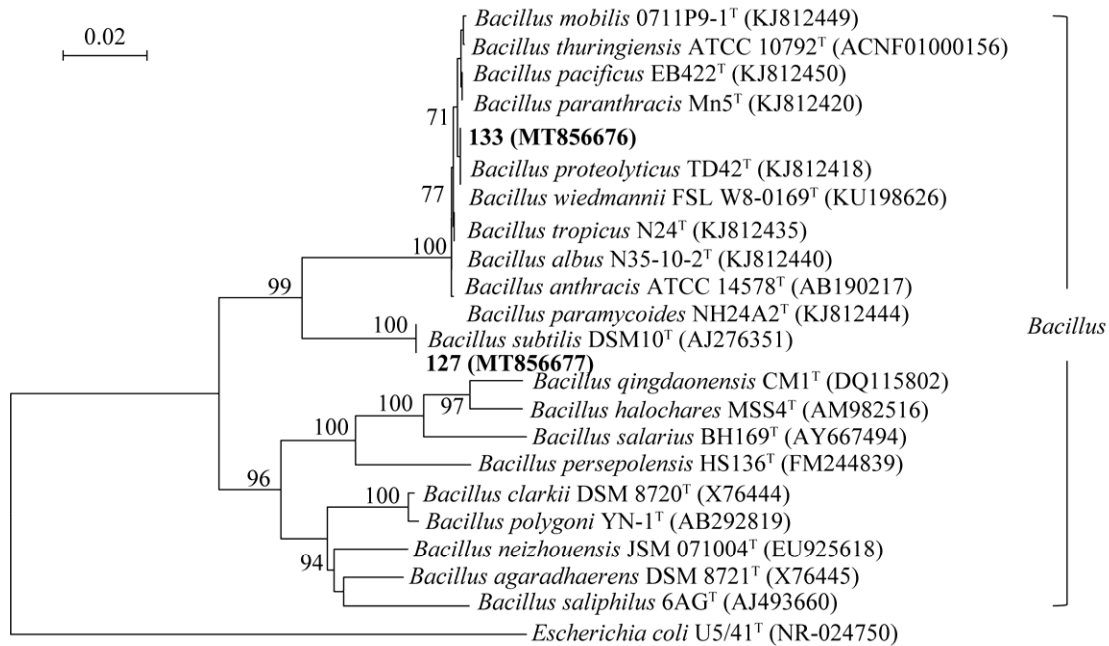 0.02
Bacillus mobilis 0711P9-1ᵀ (KJ812449)
Bacillus thuringiensis ATCC 10792ᵀ (ACNF01000156)
Bacillus pacificus EB422ᵀ (KJ812450)
Bacillus paranthracis Mn5ᵀ (KJ812420)
71
133 (MT856676)
Bacillus proteolyticus TD42ᵀ (KJ812418)
77
Bacillus wiedmannii FSL W8-0169ᵀ (KU198626)
Bacillus tropicus N24ᵀ (KJ812435)
100
Bacillus albus N35-10-2ᵀ (KJ812440)
99
Bacillus anthracis ATCC 14578ᵀ (AB190217)
Bacillus paramycoides NH24A2ᵀ (KJ812444)
Bacillus
100
Bacillus subtilis DSM10ᵀ (AJ276351)
127 (MT856677)
Bacillus qingdaonensis CM1ᵀ (DQ115802)
100
97
Bacillus halochares MSS4ᵀ (AM982516)
100
Bacillus salarius BH169ᵀ (AY667494)
Bacillus persepolensis HS136ᵀ (FM244839)
96
100
Bacillus clarkii DSM 8720ᵀ (X76444)
Bacillus polygoni YN-1ᵀ (AB292819)
Bacillus neizhouensis JSM 071004ᵀ (EU925618)
94
Bacillus agaradhaerens DSM 8721ᵀ (X76445)
Bacillus saliphilus 6AGᵀ (AJ493660)
Escherichia coli U5/41ᵀ (NR-024750)